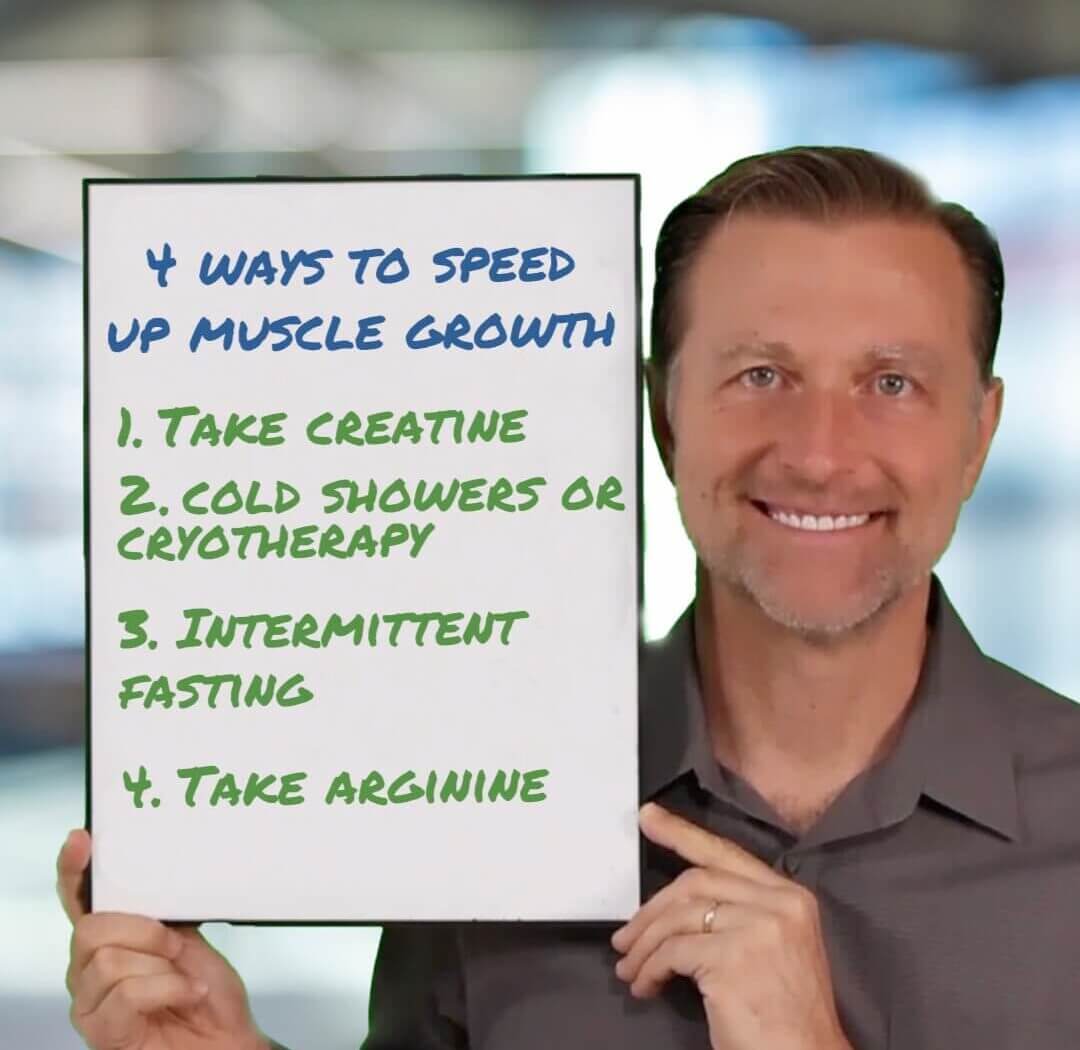 4 WAYS TO SPEED
UP MUSCLE GROWTH
1. TAKE CREATINE
2. COLD SHOWERS OR
CRYOTHERAPY
3. INTERMITTENT
FASTING
4. TAKE ARGININE